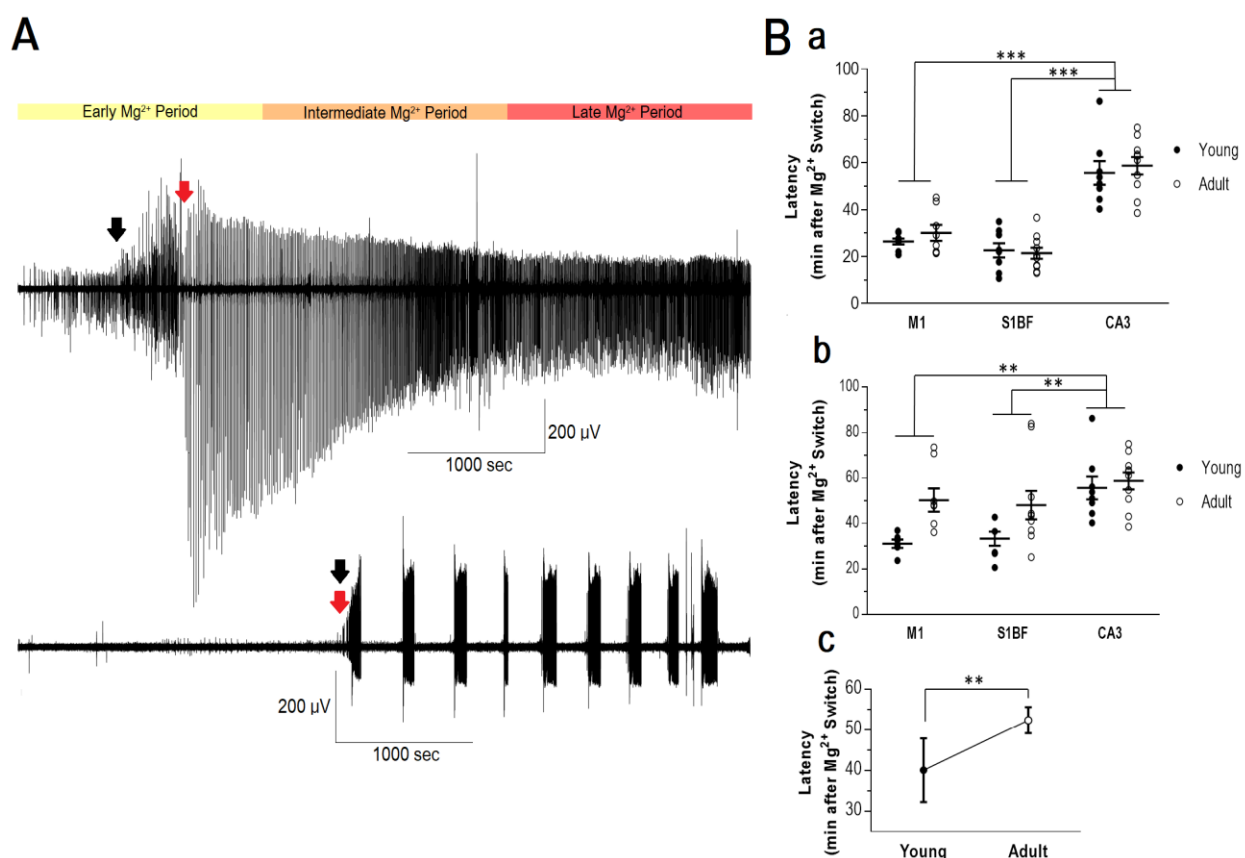 A
Early Mg²⁺ Period Intermediate Mg²⁺ Period Late Mg²⁺ Period
200 µV
1000 sec
200 µV
1000 sec
B
a
***
***
100
80
60
40
20
0
Latency
(min after Mg²⁺ Switch)
M1 S1BF CA3
Young
Adult
b
**
**
100
80
60
40
20
0
Latency
(min after Mg²⁺ Switch)
M1 S1BF CA3
Young
Adult
c
**
60
50
40
30
Latency
(min after Mg²⁺ Switch)
Young Adult